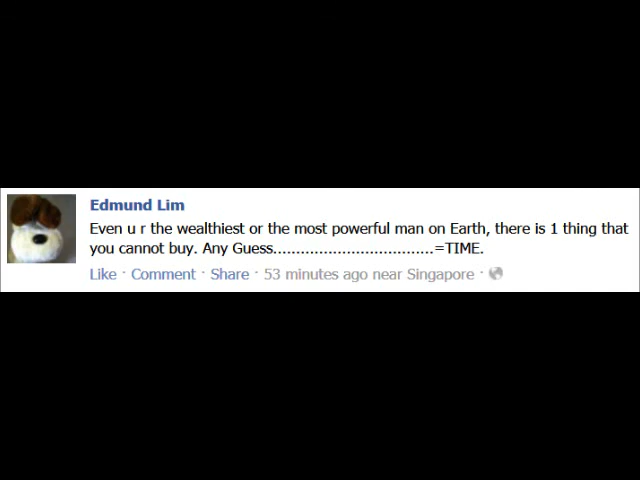 Edmund Lim
Even u r the wealthiest or the most powerful man on Earth, there is 1 thing that
you cannot buy. Any Guess...................................=TIME.
Like · Comment · Share · 53 minutes ago near Singapore ·